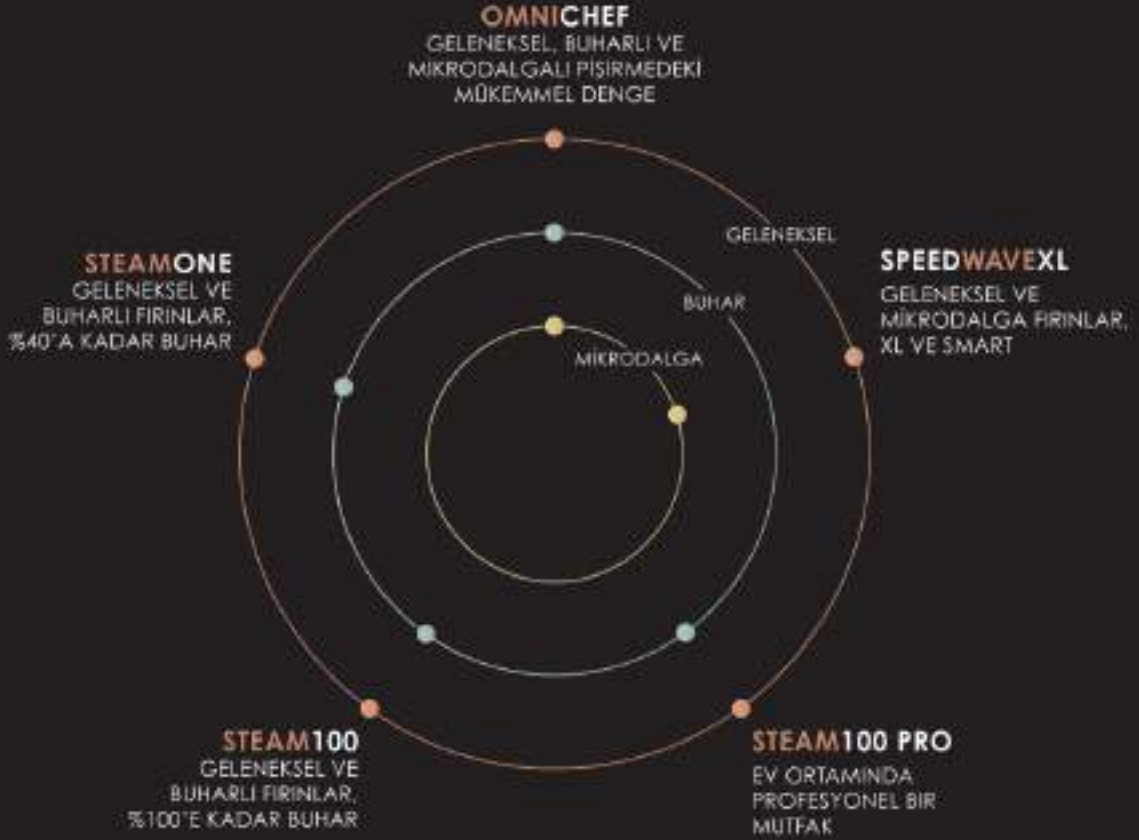 OMNICHEF
GELENEKSEL, BUHARLI VE
MİKRODALGALI PİŞİRMEDEKİ
MÜKEMMEL DENGE
GELENEKSEL
BUHAR
MİKRODALGA
STEAMONE
GELENEKSEL VE
BUHARLI FIRINLAR,
%40'A KADAR BUHAR
SPEEDWAVEXL
GELENEKSEL VE
MİKRODALGA FIRINLAR,
XL VE SMART
STEAM100
GELENEKSEL VE
BUHARLI FIRINLAR,
%100'E KADAR BUHAR
STEAM100 PRO
EV ORTAMINDA
PROFESYONEL BİR
MUTFAK